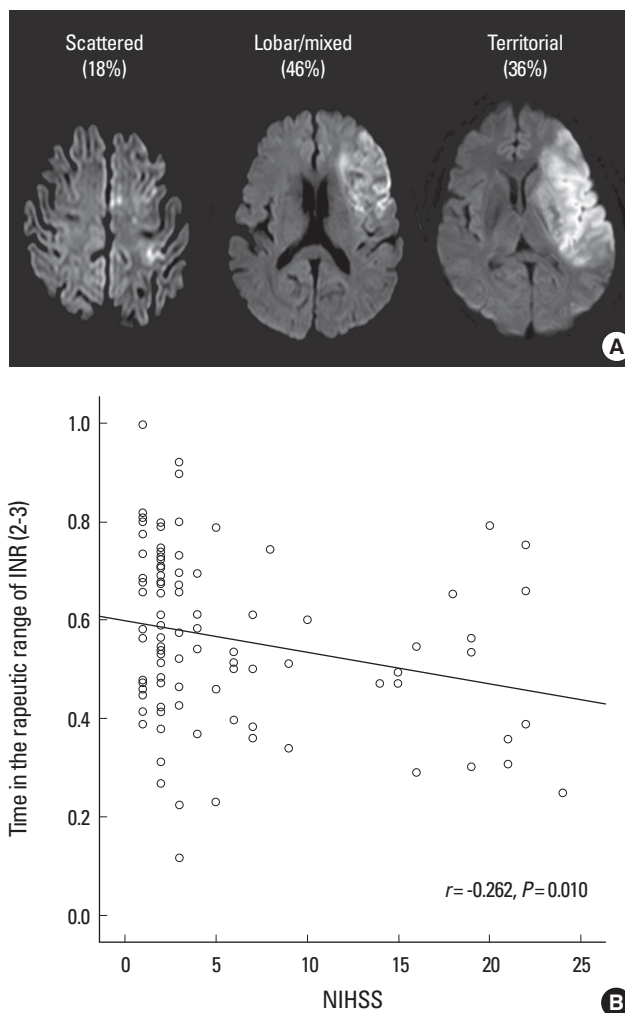 Scattered
(18%)
Lobar/mixed
(46%)
Territorial
(36%)
A
Time in the rapeutic range of INR (2-3)
1.0
0.8
0.6
0.4
0.2
0.0
r= -0.262, P= 0.010
0 5 10 15 20 25
NIHSS
B